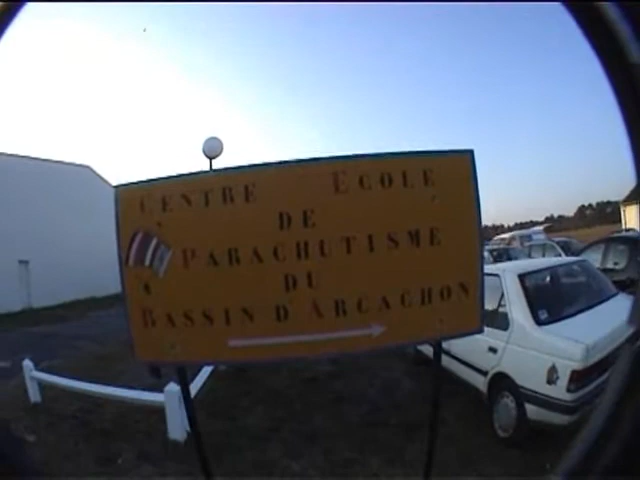 CENTRE ECOLE
DE
PARACHUTISME
DU
BASSIN D'ARCACHON